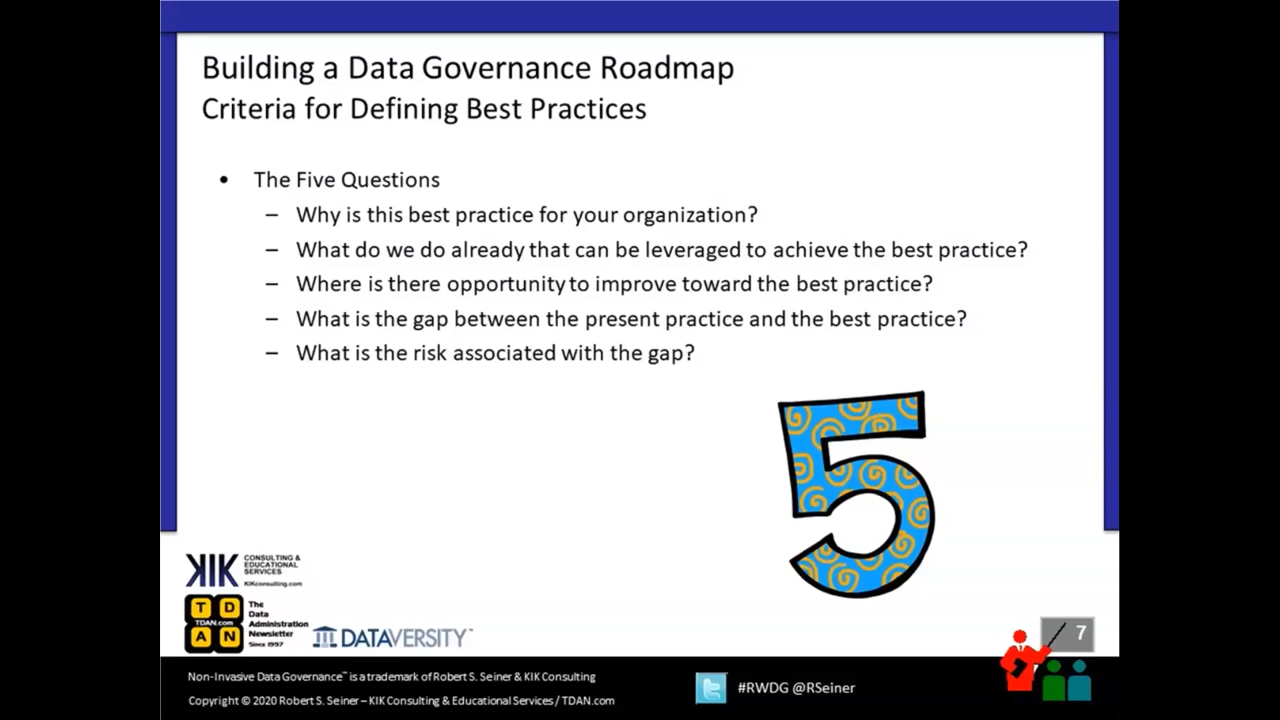 Building a Data Governance Roadmap
Criteria for Defining Best Practices
• The Five Questions
– Why is this best practice for your organization?
– What do we do already that can be leveraged to achieve the best practice?
– Where is there opportunity to improve toward the best practice?
– What is the gap between the present practice and the best practice?
– What is the risk associated with the gap?
5
KIK CONSULTING & EDUCATIONAL SERVICES
KIKconsulting.com
T D
TDAN.com
A N
The
Data
Administration
Newsletter
Since 1997
DATAVERSITY™
7
Non-Invasive Data Governance™ is a trademark of Robert S. Seiner & KIK Consulting
Copyright © 2020 Robert S. Seiner – KIK Consulting & Educational Services / TDAN.com
#RWDG @RSeiner